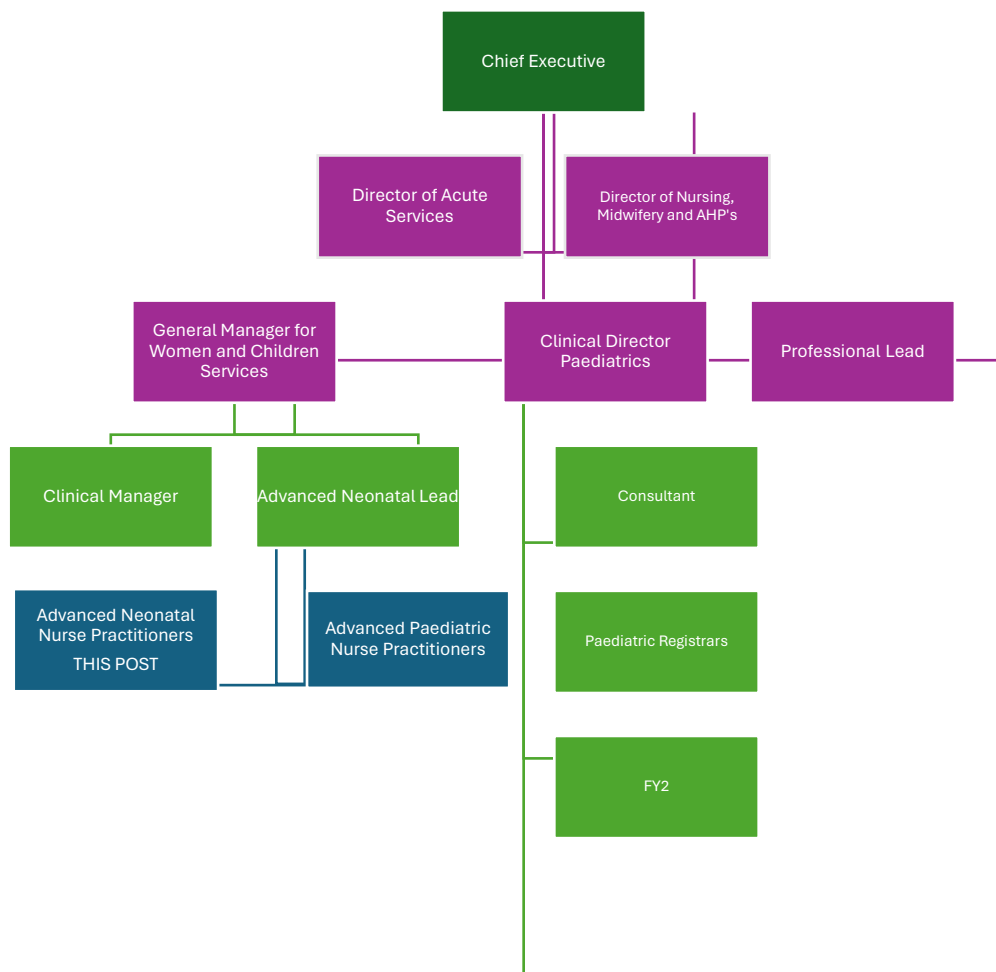 Chief Executive
Director of Acute
Services
Director of Nursing,
Midwifery and AHP's
General Manager for
Women and Children
Services
Clinical Director
Paediatrics
Professional Lead
Clinical Manager
Advanced Neonatal Lead
Consultant
Advanced Neonatal
Nurse Practitioners
THIS POST
Advanced Paediatric
Nurse Practitioners
Paediatric Registrars
FY2